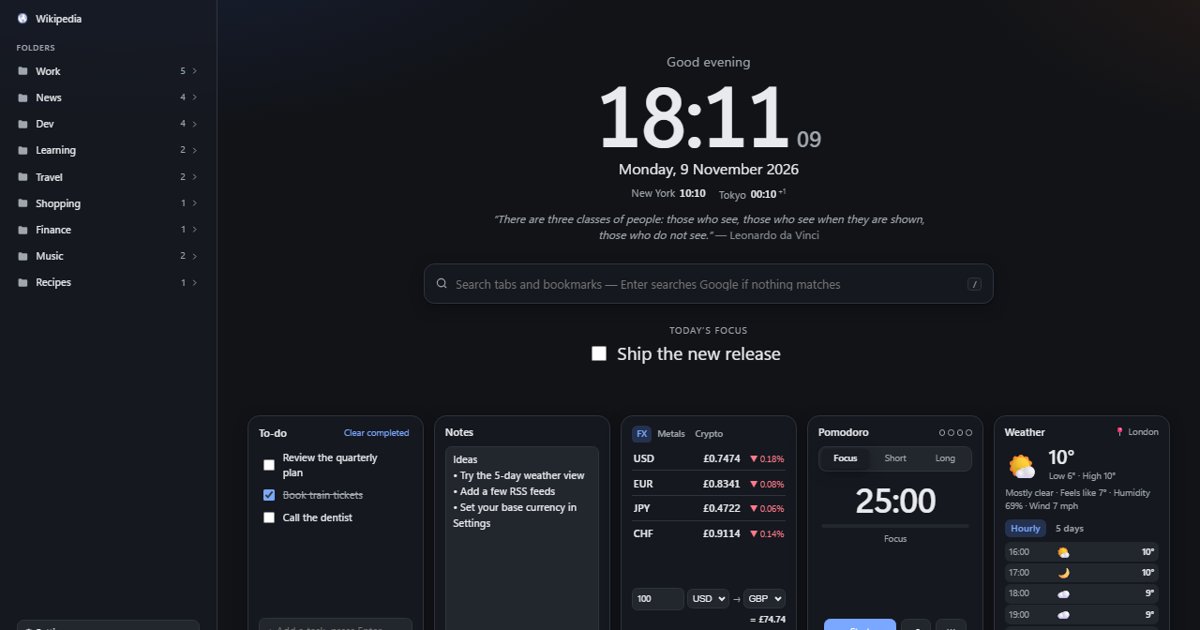 Wikipedia
FOLDERS
Work 5
News 4
Dev 4
Learning 2
Travel 2
Shopping 1
Finance 1
Music 2
Recipes 1
Good evening
18:11 09
Monday, 9 November 2026
New York 10:10 Tokyo 00:10 +1
"There are three classes of people: those who see, those who see when they are shown,
those who do not see." — Leonardo da Vinci
Search tabs and bookmarks — Enter searches Google if nothing matches /
TODAY'S FOCUS
Ship the new release
To-do Clear completed
Review the quarterly
plan
Book train tickets
Call the dentist
Notes
Ideas
• Try the 5-day weather view
• Add a few RSS feeds
• Set your base currency in
Settings
FX Metals Crypto
USD £0.7474 ▼ 0.18%
EUR £0.8341 ▼ 0.08%
JPY £0.4722 ▼ 0.06%
CHF £0.9114 ▼ 0.14%
100 USD → GBP
= £74.74
Pomodoro
Focus Short Long
25:00
Focus
Weather London
10°
Low 6° · High 10°
Mostly clear · Feels like 7° · Humidity
69% · Wind 7 mph
Hourly 5 days
16:00 10°
17:00 10°
18:00 9°
19:00 9°